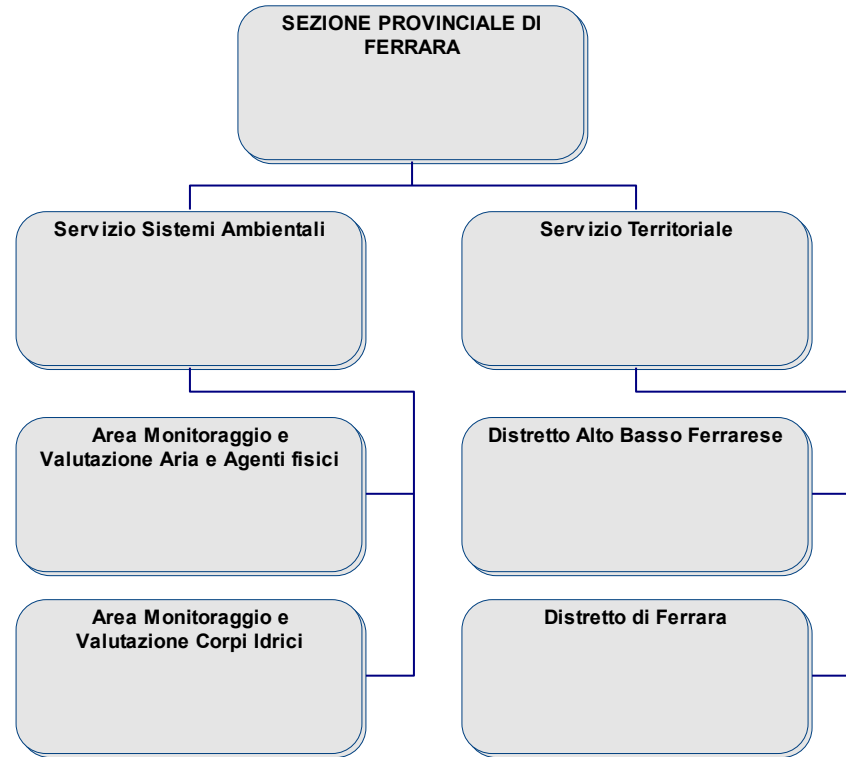 SEZIONE PROVINCIALE DI
FERRARA
Servizio Sistemi Ambientali
Servizio Territoriale
Area Monitoraggio e
Valutazione Aria e Agenti fisici
Distretto Alto Basso Ferrarese
Area Monitoraggio e
Valutazione Corpi Idrici
Distretto di Ferrara